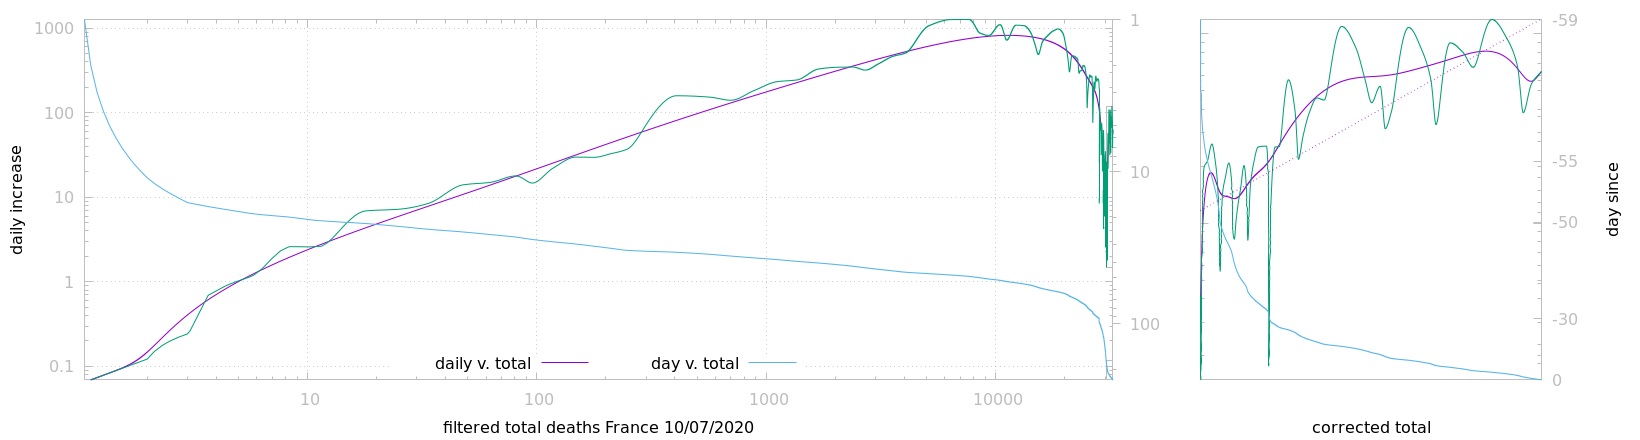 1000
100
10
1
0.1
daily increase
daily v. total
day v. total
10
100
1000
10000
filtered total deaths France 10/07/2020
1
10
100
-59
-55
-50
-30
0
day since
corrected total